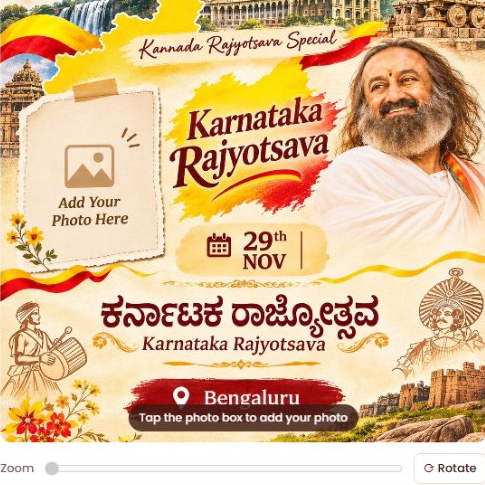 Kannada Rajyotsava Special
Karnataka
Rajyotsava
Add Your
Photo Here
29th
NOV
ಕರ್ನಾಟಕ ರಾಜ್ಯೋತ್ಸವ
Karnataka Rajyotsava
Bengaluru
Tap the photo box to add your photo
Zoom
Rotate